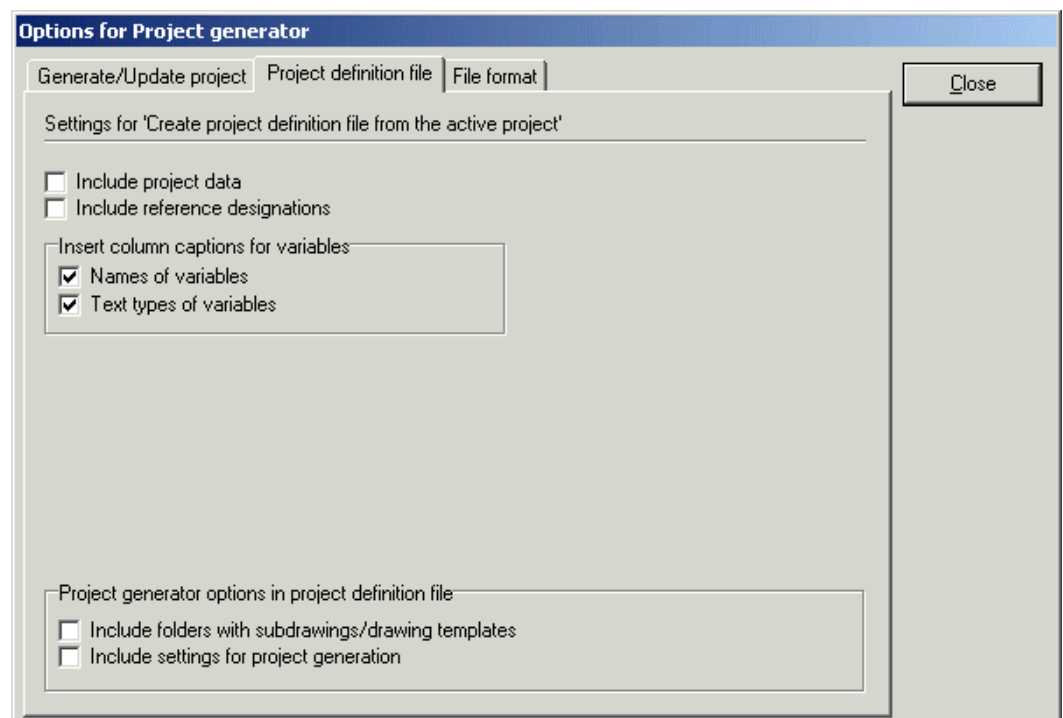 Options for Project generator
Generate/Update project Project definition file File format
Close
Settings for 'Create project definition file from the active project'
Include project data
Include reference designations
Insert column captions for variables
Names of variables
Text types of variables
Project generator options in project definition file
Include folders with subdrawings/drawing templates
Include settings for project generation